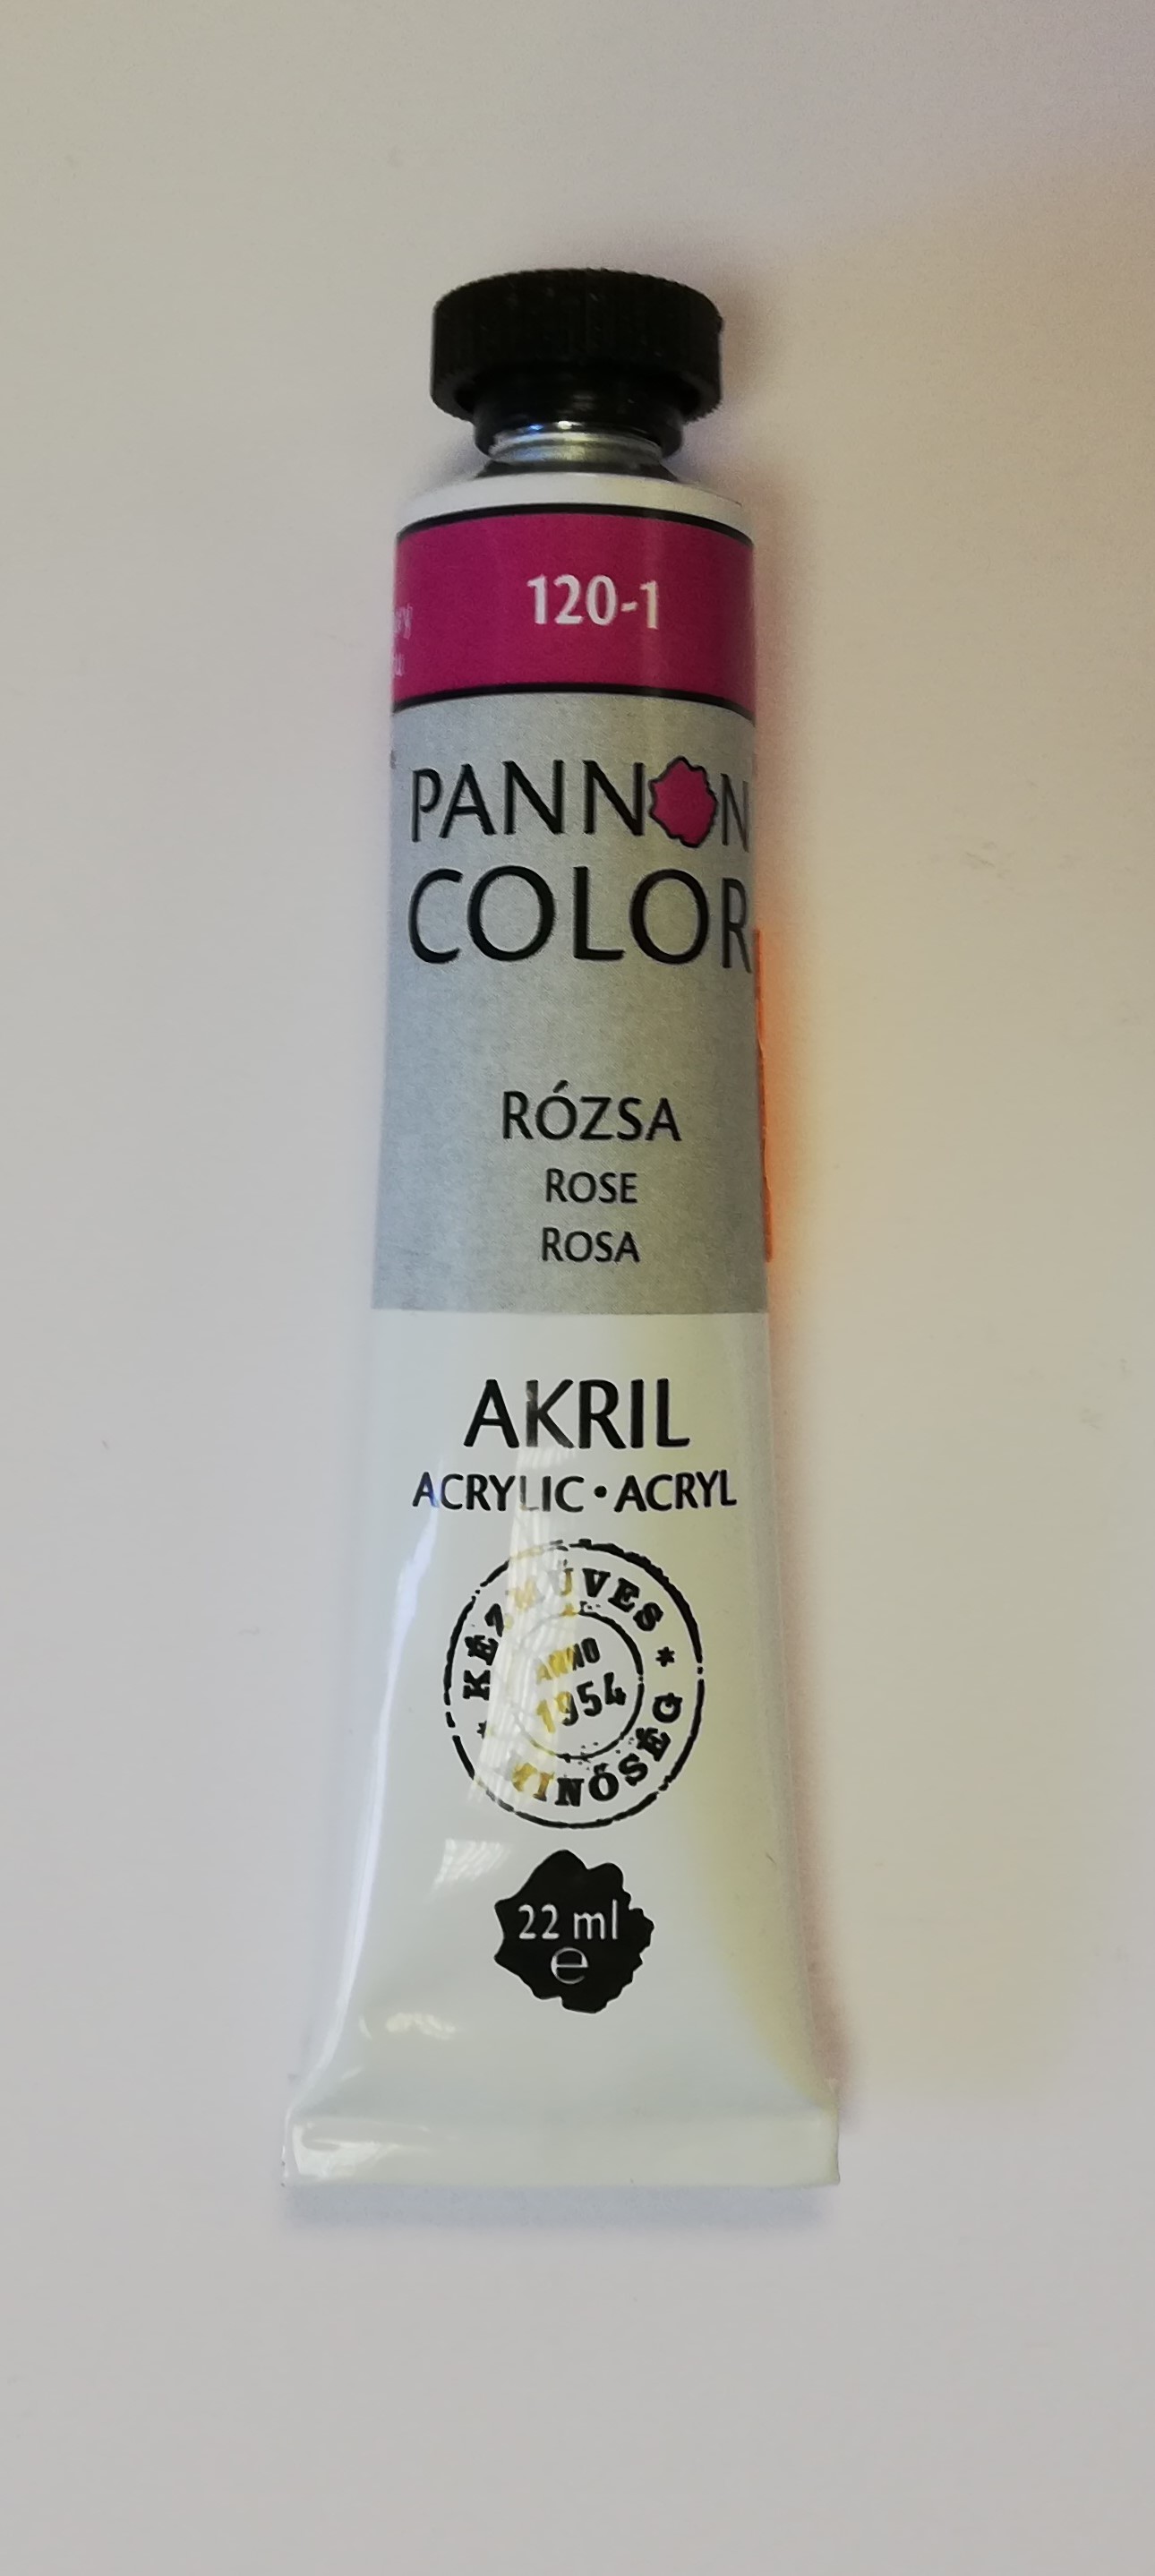 120-1
PANNON
COLOR
RÓZSA
ROSE
ROSA
AKRIL
ACRYLIC • ACRYL
* KÉZMŰVES *
ANNO
1954
MINŐSÉG
22 ml
e